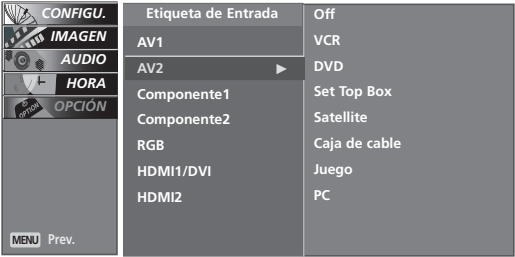 CONFIGU.
IMAGEN
AUDIO
HORA
OPCIÓN
OPTION
MENU Prev.
Etiqueta de Entrada
AV1
AV2 ▶
Componente1
Componente2
RGB
HDMI1/DVI
HDMI2
Off
VCR
DVD
Set Top Box
Satellite
Caja de cable
Juego
PC